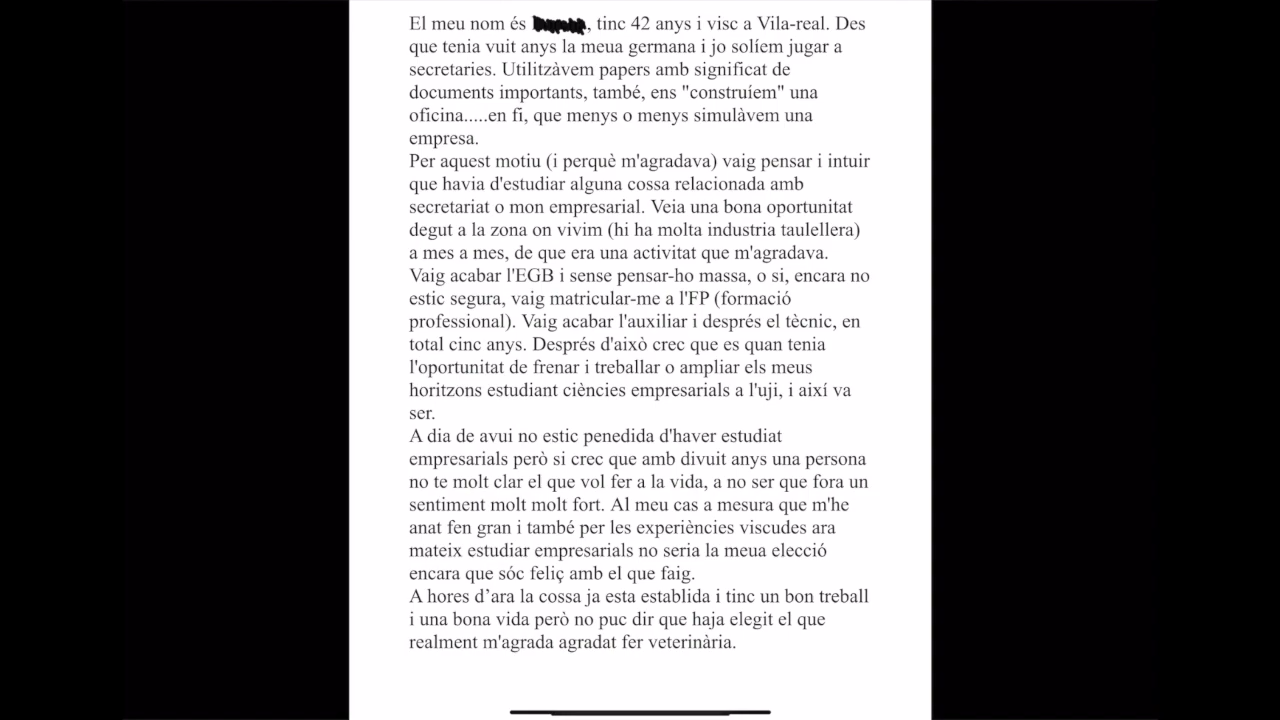 El meu nom és , tinc 42 anys i visc a Vila-real. Des
que tenia vuit anys la meua germana i jo solíem jugar a
secretaries. Utilitzàvem papers amb significat de
documents importants, també, ens "construíem" una
oficina.....en fi, que menys o menys simulàvem una
empresa.
Per aquest motiu (i perquè m'agradava) vaig pensar i intuir
que havia d'estudiar alguna cossa relacionada amb
secretariat o mon empresarial. Veia una bona oportunitat
degut a la zona on vivim (hi ha molta industria taulellera)
a mes a mes, de que era una activitat que m'agradava.
Vaig acabar l'EGB i sense pensar-ho massa, o si, encara no
estic segura, vaig matricular-me a l'FP (formació
professional). Vaig acabar l'auxiliar i després el tècnic, en
total cinc anys. Després d'això crec que es quan tenia
l'oportunitat de frenar i treballar o ampliar els meus
horitzons estudiant ciències empresarials a l'uji, i així va
ser.
A dia de avui no estic penedida d'haver estudiat
empresarials però si crec que amb divuit anys una persona
no te molt clar el que vol fer a la vida, a no ser que fora un
sentiment molt molt fort. Al meu cas a mesura que m'he
anat fen gran i també per les experiències viscudes ara
mateix estudiar empresarials no seria la meua elecció
encara que sóc feliç amb el que faig.
A hores d’ara la cossa ja esta establida i tinc un bon treball
i una bona vida però no puc dir que haja elegit el que
realment m'agrada agradat fer veterinària.